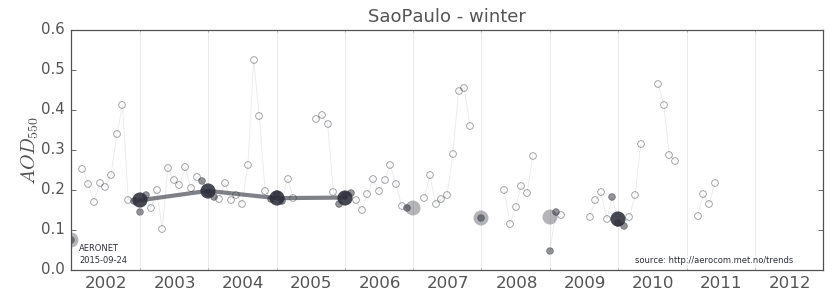 SaoPaulo - winter
0.6
0.5
0.4
0.3
0.2
0.1
0.0
AOD550
AERONET
2015-09-24
source: http://aerocom.met.no/trends
2002 2003 2004 2005 2006 2007 2008 2009 2010 2011 2012